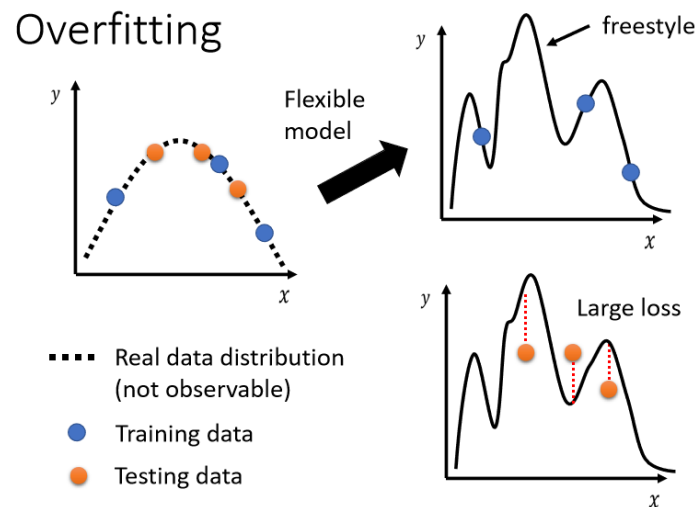 Overfitting
y
x
Flexible
model
freestyle
y
x
Real data distribution
(not observable)
Training data
Testing data
y
Large loss
x